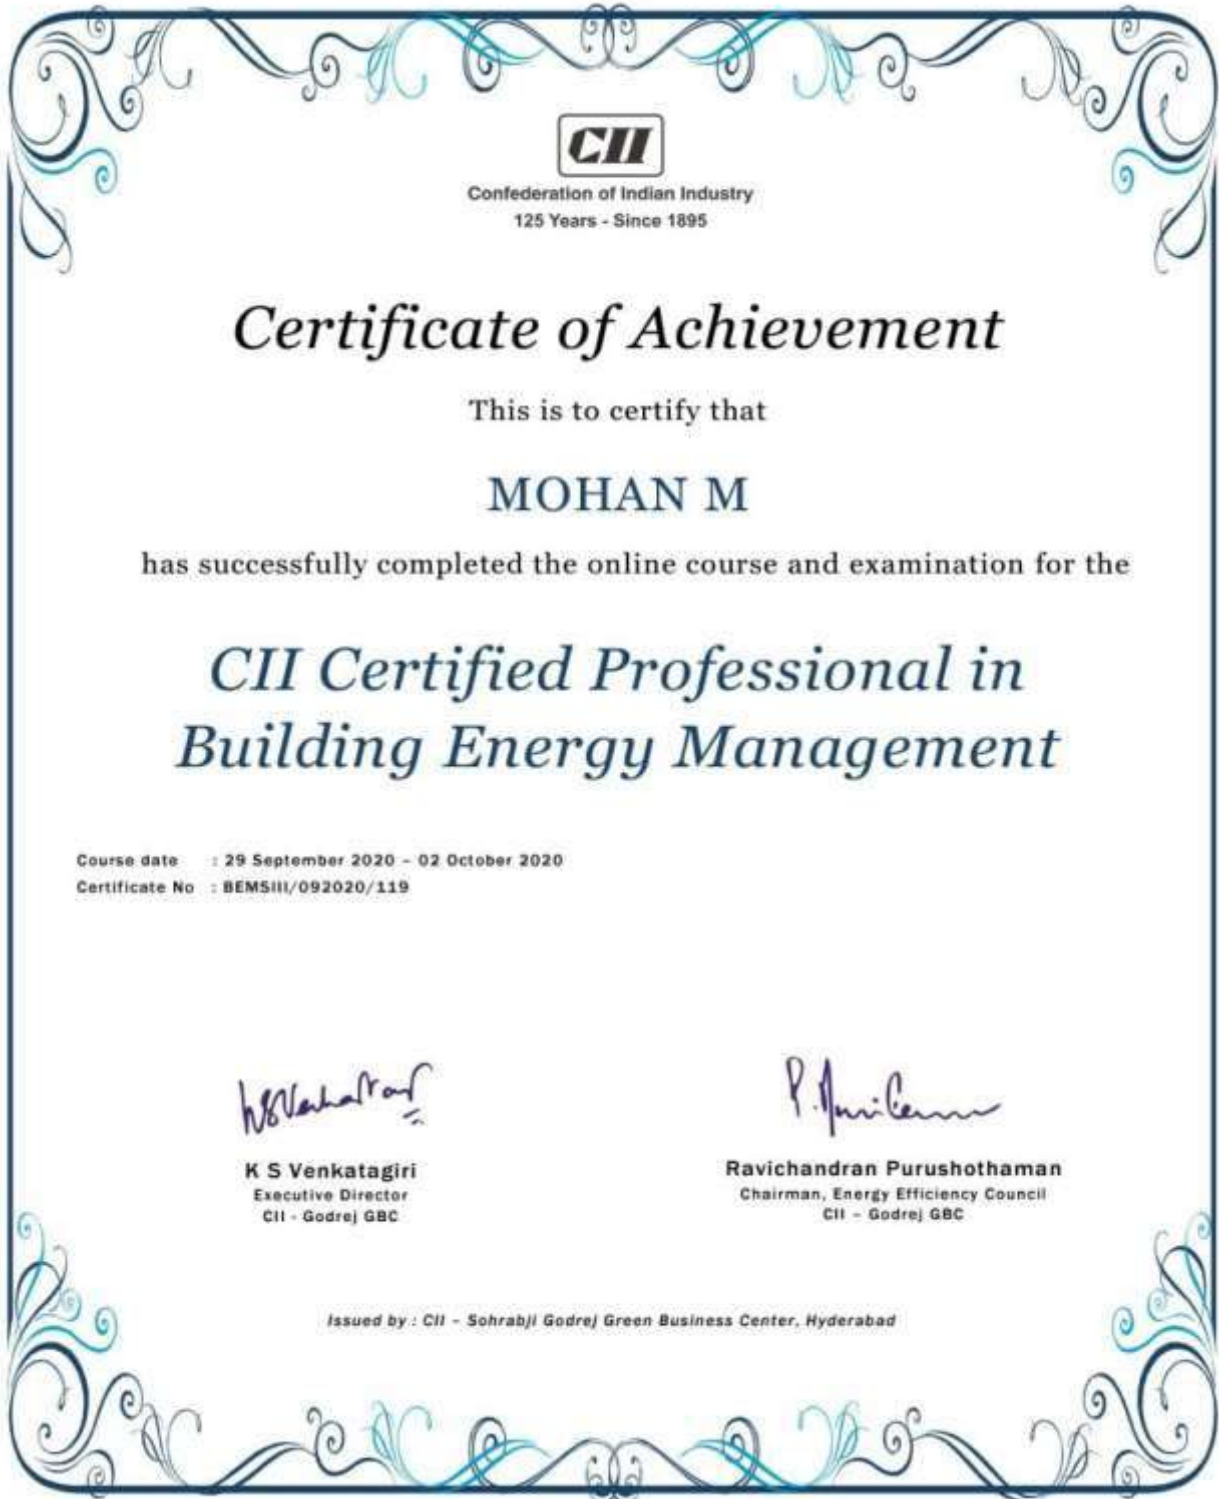 CII
Confederation of Indian Industry
125 Years - Since 1895
Certificate of Achievement
This is to certify that
MOHAN M
has successfully completed the online course and examination for the
CII Certified Professional in
Building Energy Management
Course date : 29 September 2020 – 02 October 2020
Certificate No : BEMSIII/092020/119
K S Venkatagiri
Executive Director
CII - Godrej GBC
Ravichandran Purushothaman
Chairman, Energy Efficiency Council
CII – Godrej GBC
Issued by : CII – Sohrabji Godrej Green Business Center, Hyderabad